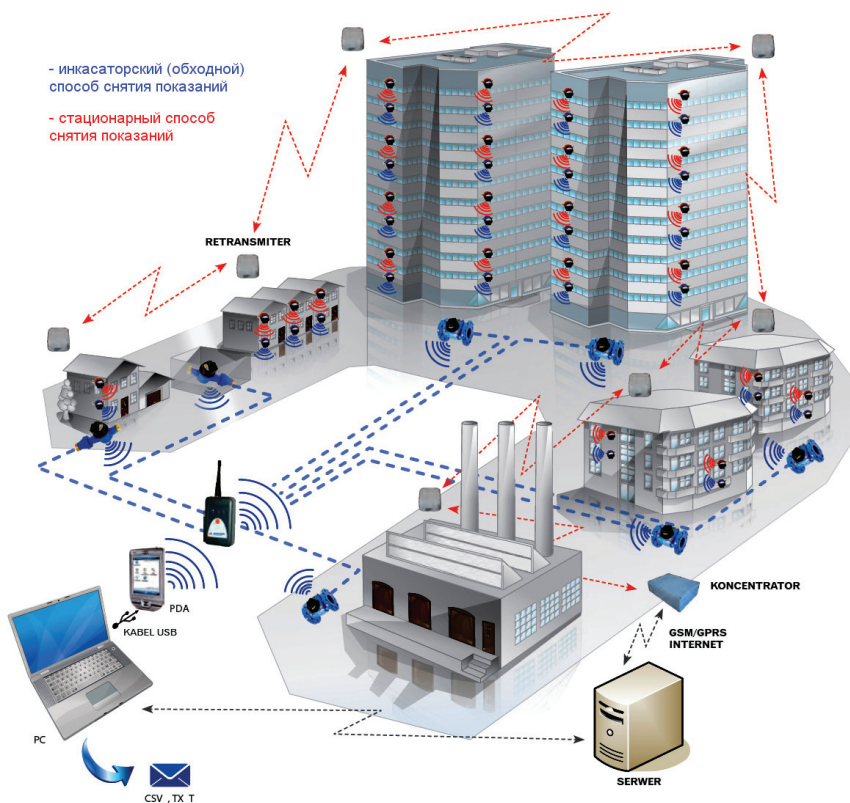 - инкасаторский (обходной)
способ снятия показаний
- стационарный способ
снятия показаний
RETRANSMITER
PDA
KABEL USB
KONCENTRATOR
GSM/GPRS
INTERNET
PC
SERWER
CSV , TX T